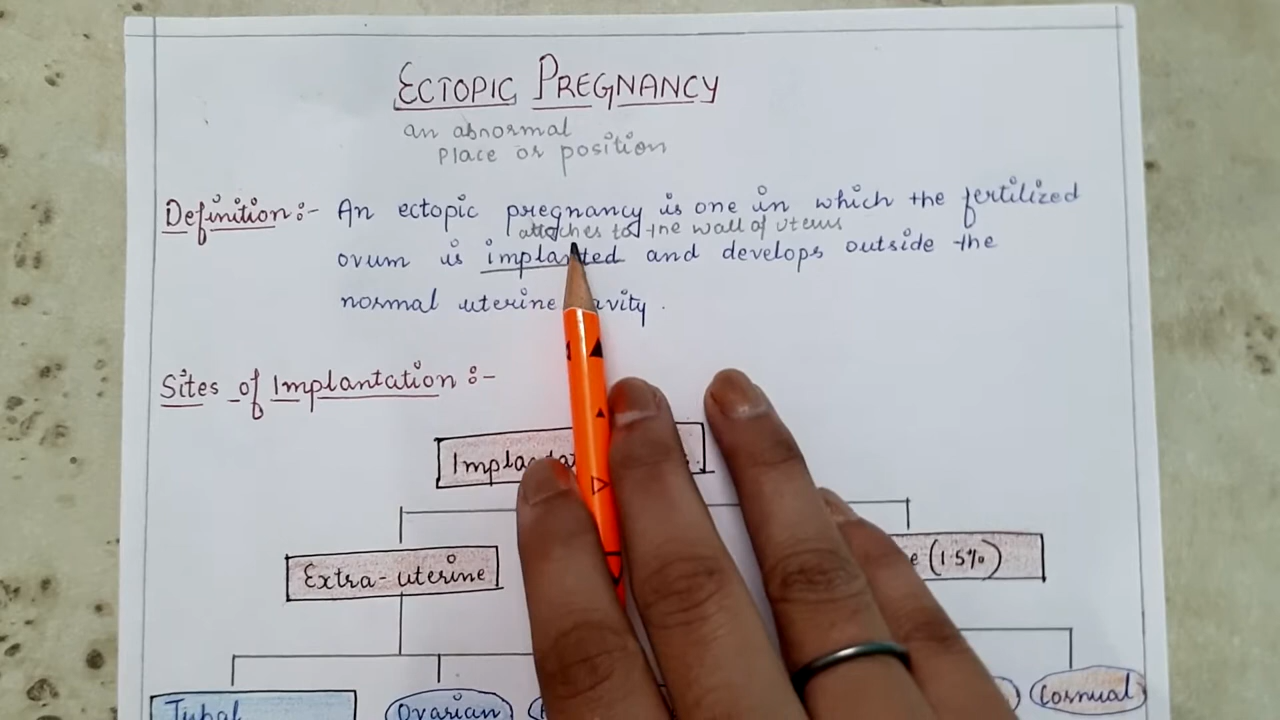 ECTOPIC PREGNANCY
an abnormal
Place or position
Definition :- An ectopic pregnancy is one in which the fertilized
attaches to the wall of uterus
ovum is implanted and develops outside the
normal uterine cavity.
Sites of Implantation :-
Extra-uterine
(1.5%)
Tubal
Ovarian
Cornual